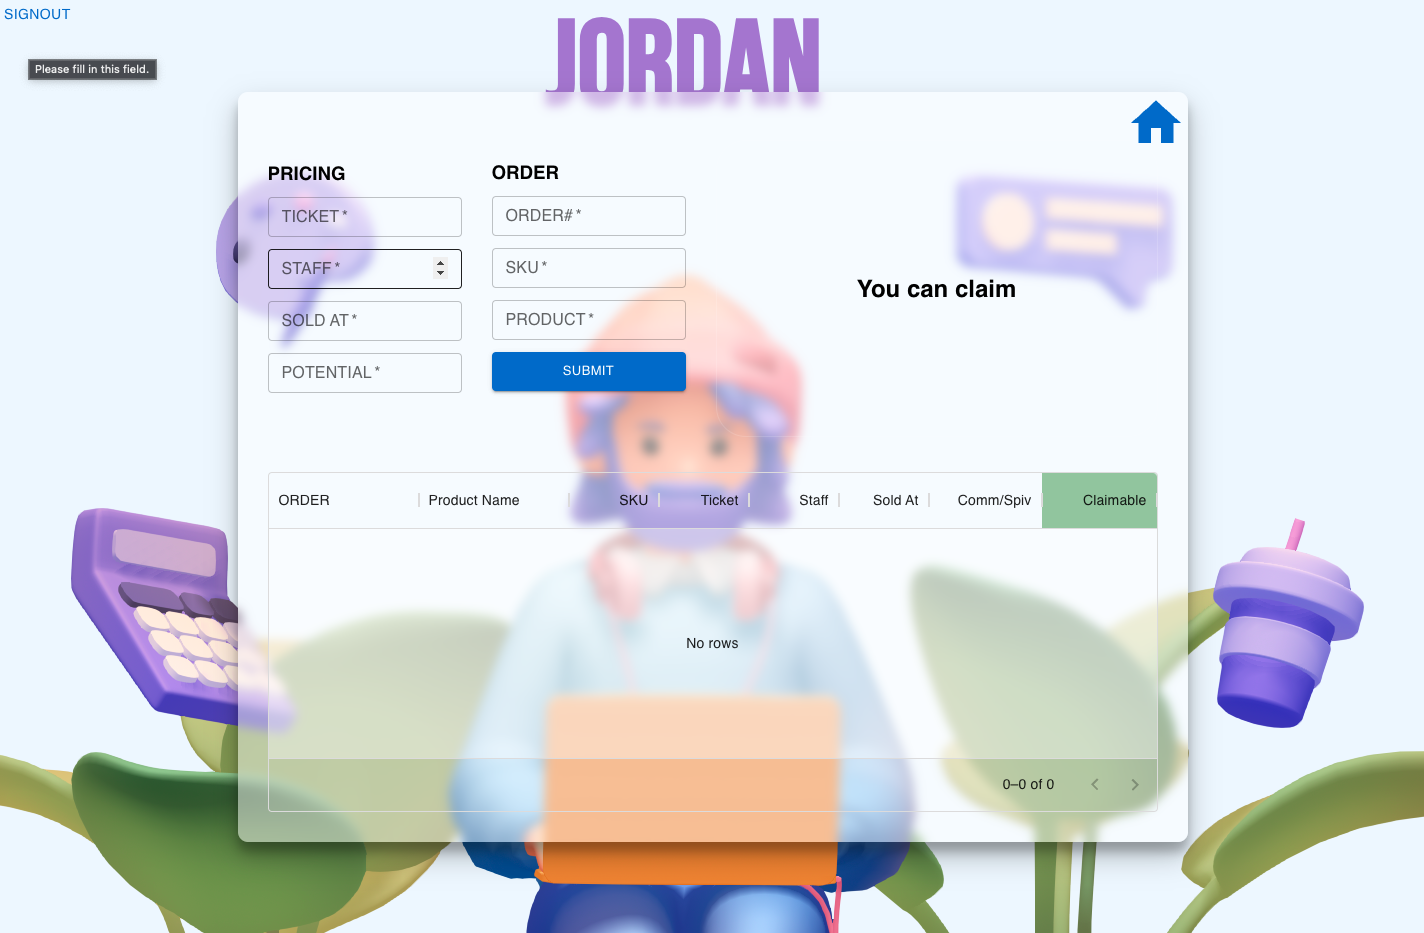 SIGNOUT
JORDAN
Please fill in this field.
PRICING
TICKET *
STAFF *
SOLD AT *
POTENTIAL *
ORDER
ORDER# *
SKU *
PRODUCT *
SUBMIT
You can claim
ORDER Product Name SKU Ticket Staff Sold At Comm/Spiv Claimable
No rows
0–0 of 0